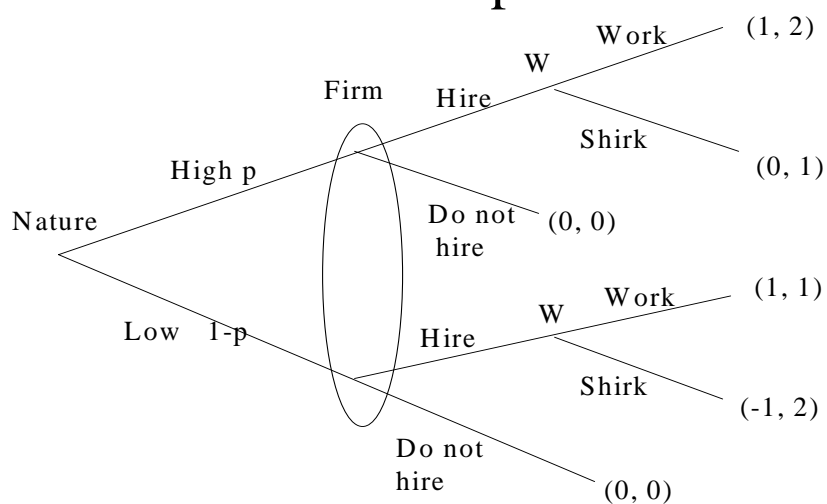 p
Work
(1, 2)
W
Firm
Hire
Shirk
(0, 1)
High p
Do not
hire
(0, 0)
Nature
Low 1-p
Hire
W
Work
(1, 1)
Shirk
(-1, 2)
Do not
hire
(0, 0)